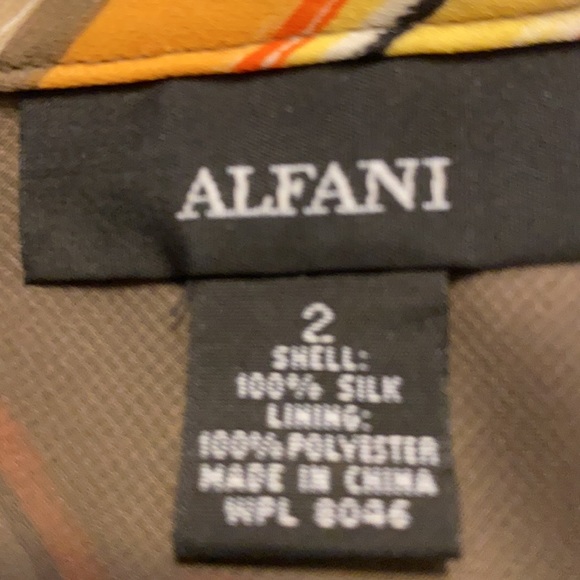 ALFANI
2
SHELL:
100% SILK
LINING:
100% POLYESTER
MADE IN CHINA
WPL 8046